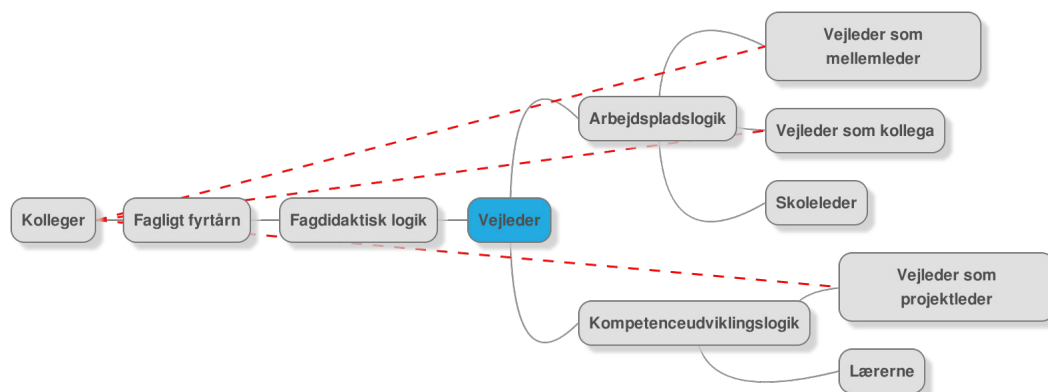 Vejleder som
mellemleder
Arbejdspladslogik
Vejleder som kollega
Skoleleder
Kolleger
Fagligt fyrtårn
Fagdidaktisk logik
Vejleder
Vejleder som
projektleder
Kompetenceudviklingslogik
Lærerne